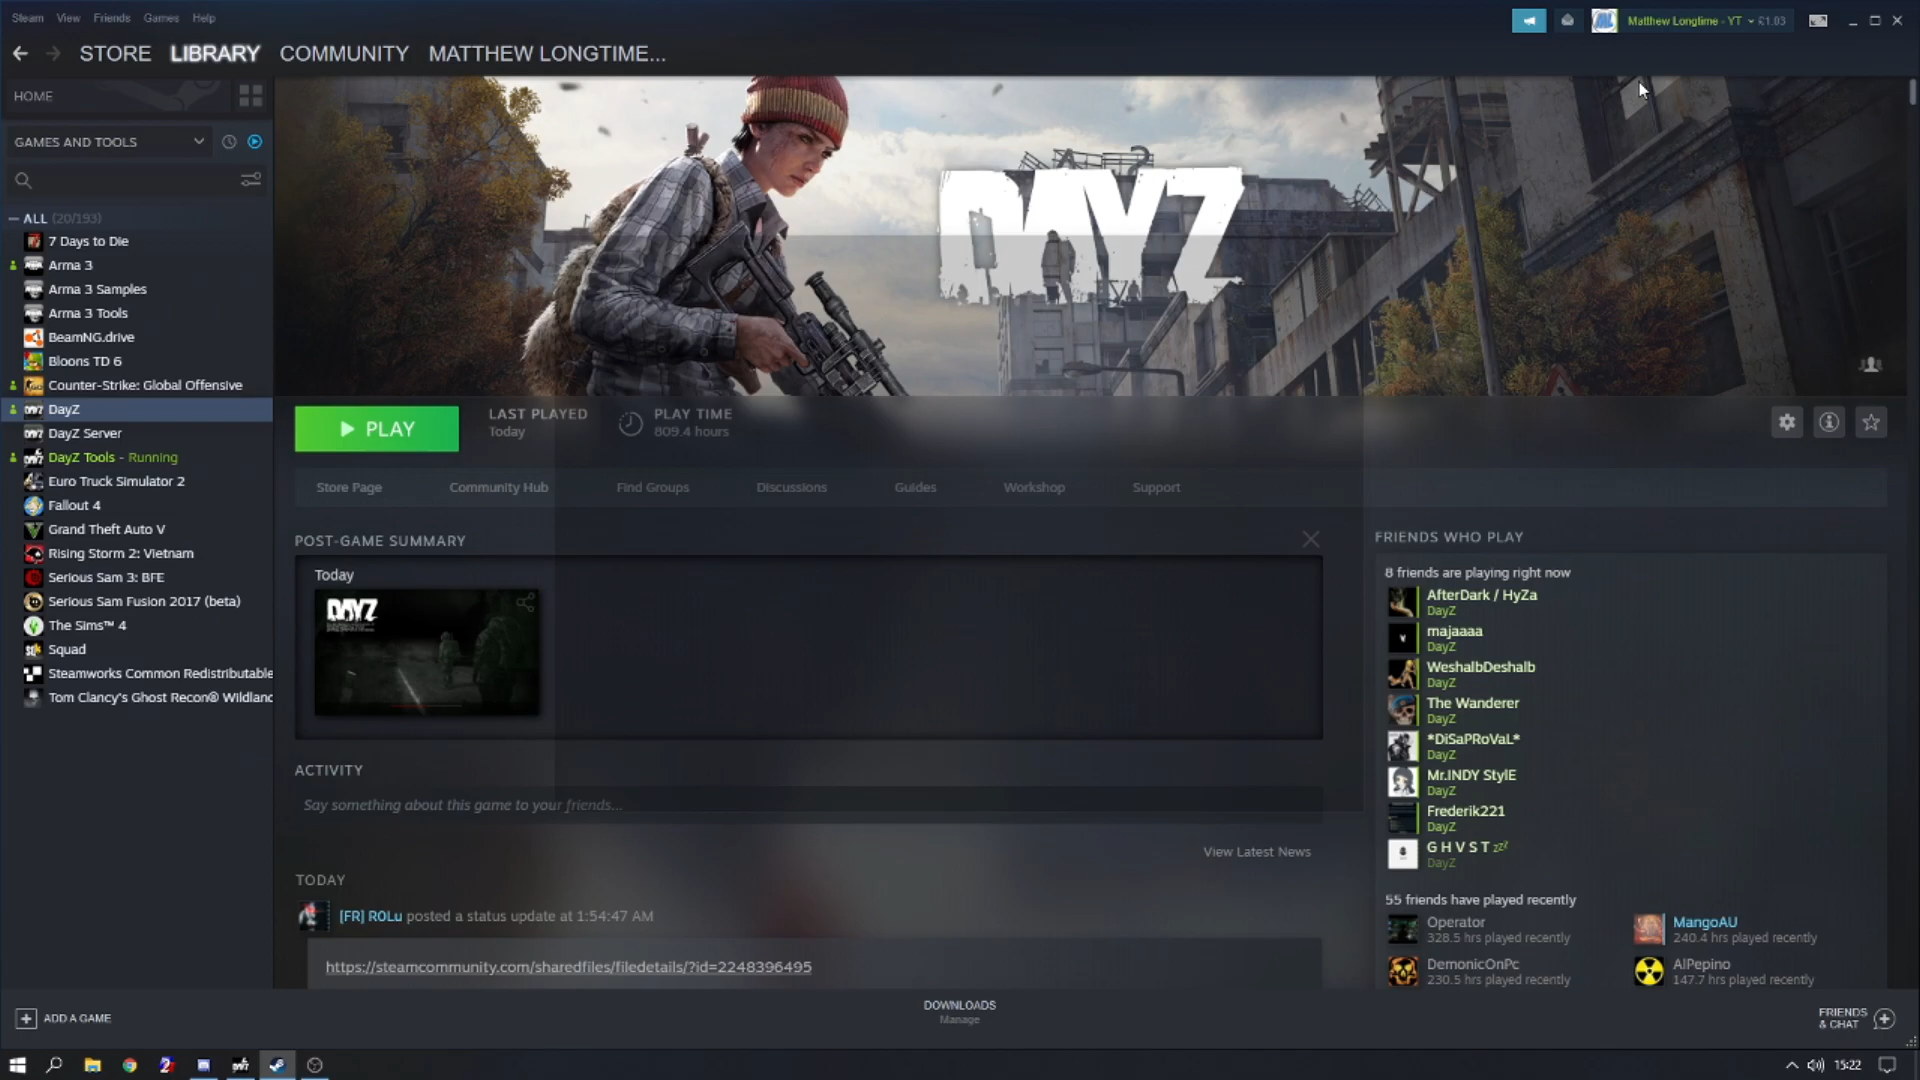 Steam View Friends Games Help
Matthew Longtime - YT £1.03
STORE LIBRARY COMMUNITY MATTHEW LONGTIME...
HOME
GAMES AND TOOLS
ALL (20/193)
7 Days to Die
Arma 3
Arma 3 Samples
Arma 3 Tools
BeamNG.drive
Bloons TD 6
Counter-Strike: Global Offensive
DayZ
DayZ Server
DayZ Tools - Running
Euro Truck Simulator 2
Fallout 4
Grand Theft Auto V
Rising Storm 2: Vietnam
Serious Sam 3: BFE
Serious Sam Fusion 2017 (beta)
The Sims™ 4
Squad
Steamworks Common Redistributable
Tom Clancy's Ghost Recon® Wildland
DAYZ
PLAY
LAST PLAYED
Today
PLAY TIME
809.4 hours
Store Page Community Hub Find Groups Discussions Guides Workshop Support
POST-GAME SUMMARY
Today
DAYZ
ACTIVITY
Say something about this game to your friends...
View Latest News
TODAY
[FR] ROLu posted a status update at 1:54:47 AM
https://steamcommunity.com/sharedfiles/filedetails/?id=2248396495
FRIENDS WHO PLAY
8 friends are playing right now
AfterDark / HyZa
DayZ
majaaaa
DayZ
WeshalbDeshalb
DayZ
The Wanderer
DayZ
*DiSaPRoVaL*
DayZ
Mr.INDY StylE
DayZ
Frederik221
DayZ
G H V S T zzz
DayZ
55 friends have played recently
Operator
328.5 hrs played recently
MangoAU
240.4 hrs played recently
DemonicOnPc
230.5 hrs played recently
AlPepino
147.7 hrs played recently
ADD A GAME
DOWNLOADS
Manage
FRIENDS
& CHAT
15:22